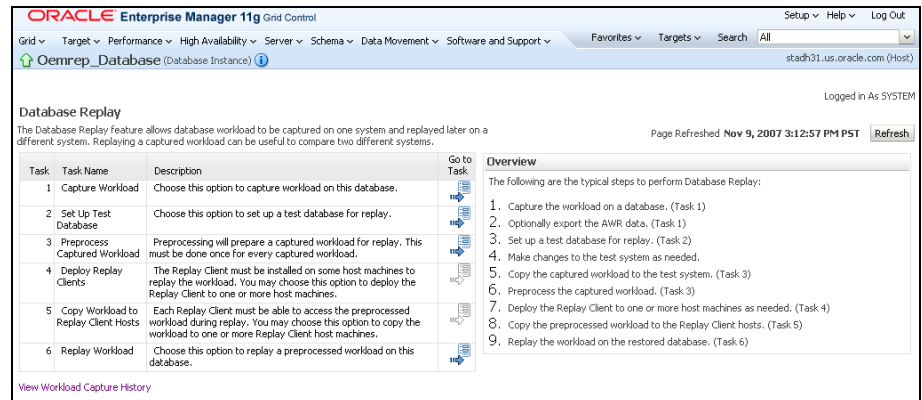 ORACLE Enterprise Manager 11g Grid Control
Setup Help Log Out
Grid Target Performance High Availability Server Schema Data Movement Software and Support Favorites Targets Search All
Oemrep_Database (Database Instance)
stadh31.us.oracle.com (Host)
Logged in As SYSTEM
Database Replay
The Database Replay feature allows database workload to be captured on one system and replayed later on a
different system. Replaying a captured workload can be useful to compare two different systems.
Page Refreshed Nov 9, 2007 3:12:57 PM PST Refresh
Task Task Name Description Go to
Task
1 Capture Workload Choose this option to capture workload on this database.
2 Set Up Test
Database
Choose this option to set up a test database for replay.
3 Preprocess
Captured Workload
Preprocessing will prepare a captured workload for replay. This
must be done once for every captured workload.
4 Deploy Replay
Clients
The Replay Client must be installed on some host machines to
replay the workload. You may choose this option to deploy the
Replay Client to one or more host machines.
5 Copy Workload to
Replay Client Hosts
Each Replay Client must be able to access the preprocessed
workload during replay. You may choose this option to copy the
workload to one or more Replay Client host machines.
6 Replay Workload Choose this option to replay a preprocessed workload on this
database.
View Workload Capture History
Overview
The following are the typical steps to perform Database Replay:
1. Capture the workload on a database. (Task 1)
2. Optionally export the AWR data. (Task 1)
3. Set up a test database for replay. (Task 2)
4. Make changes to the test system as needed.
5. Copy the captured workload to the test system. (Task 3)
6. Preprocess the captured workload. (Task 3)
7. Deploy the Replay Client to one or more host machines as needed. (Task 4)
8. Copy the preprocessed workload to the Replay Client hosts. (Task 5)
9. Replay the workload on the restored database. (Task 6)